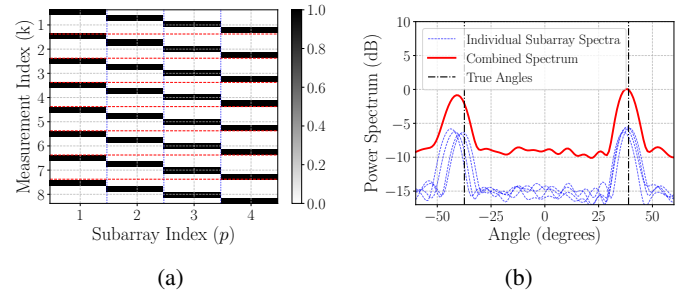 Measurement Index (k)
1
2
3
4
5
6
7
8
1 2 3 4
Subarray Index (p)
1.0
0.8
0.6
0.4
0.2
0.0
(a)
Power Spectrum (dB)
10
5
0
−5
−10
−15
Individual Subarray Spectra
Combined Spectrum
True Angles
−50 −25 0 25 50
Angle (degrees)
(b)